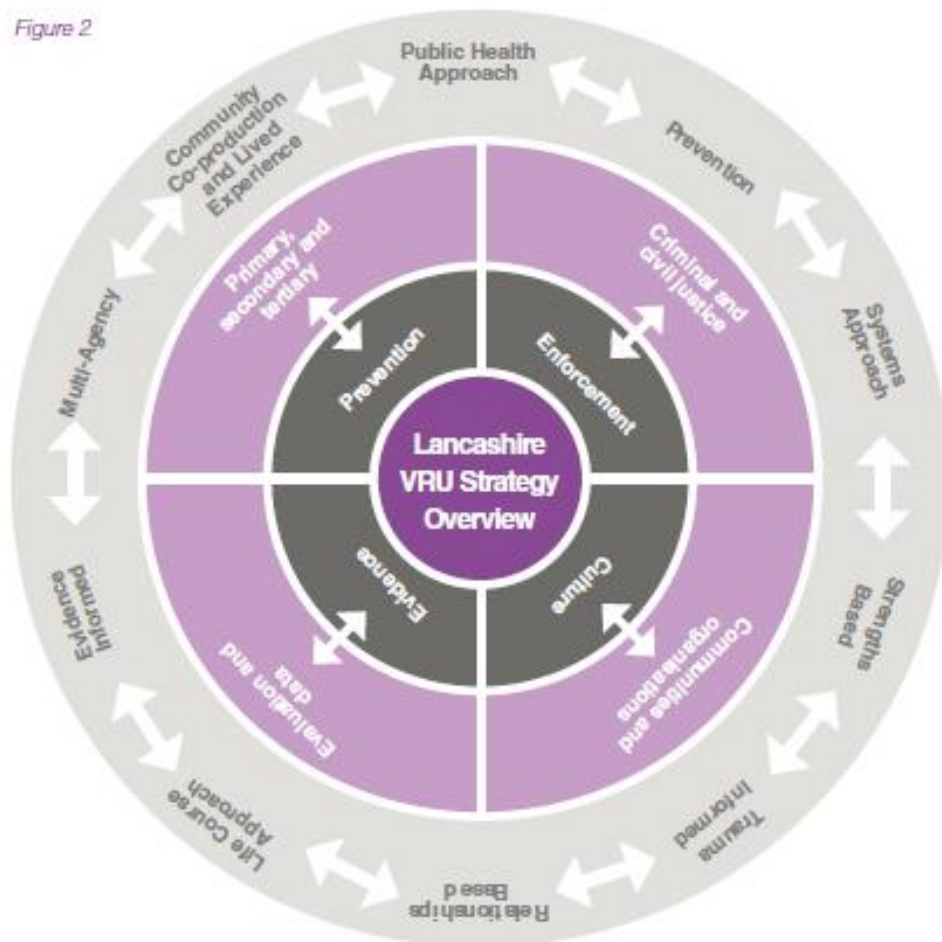 Figure 2
Public Health
Approach
Prevention
Systems
Approach
Strengths
Based
Trauma
Informed
Relationships
Based
Life Course
Approach
Evidence
Informed
Multi-Agency
Community
Co-production
and Lived
Experience
Primary,
secondary and
tertiary
Criminal and
civil justice
Communities and
organisations
Evaluation and
data
Prevention
Enforcement
Culture
Evidence
Lancashire
VRU Strategy
Overview